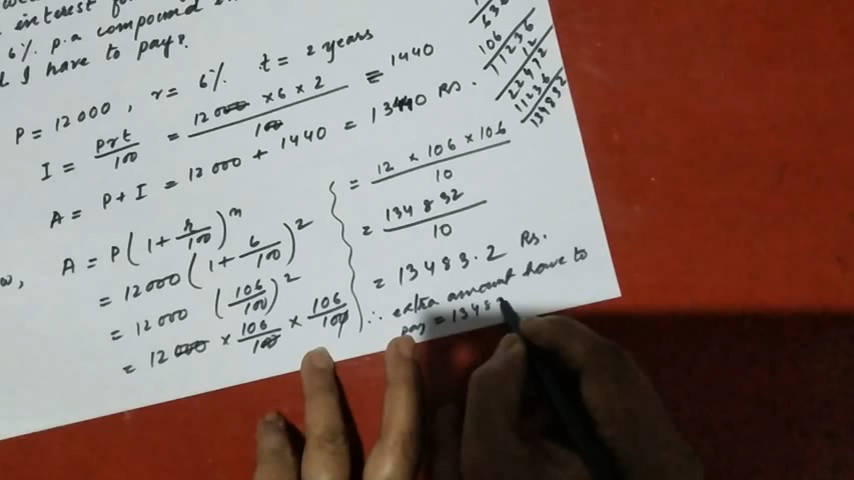 interest for
6% p.a compound
I have to pay?
P = 12000, r = 6% t = 2 years
I = prt/100 = 12000 × 6 × 2/100 = 1440
A = P + I = 12000 + 1440 = 13440 Rs.
A = P(1 + r/100)^n
= 12000 (1 + 6/100)^2
= 12000 (106/100)^2
= 12000 × 106/100 × 106/100
= 12 × 106 × 106/10
= 134832/10
= 13483.2 Rs.
∴ extra amount have to
pay = 1348
636
106
11236
12
22472
11236
134832